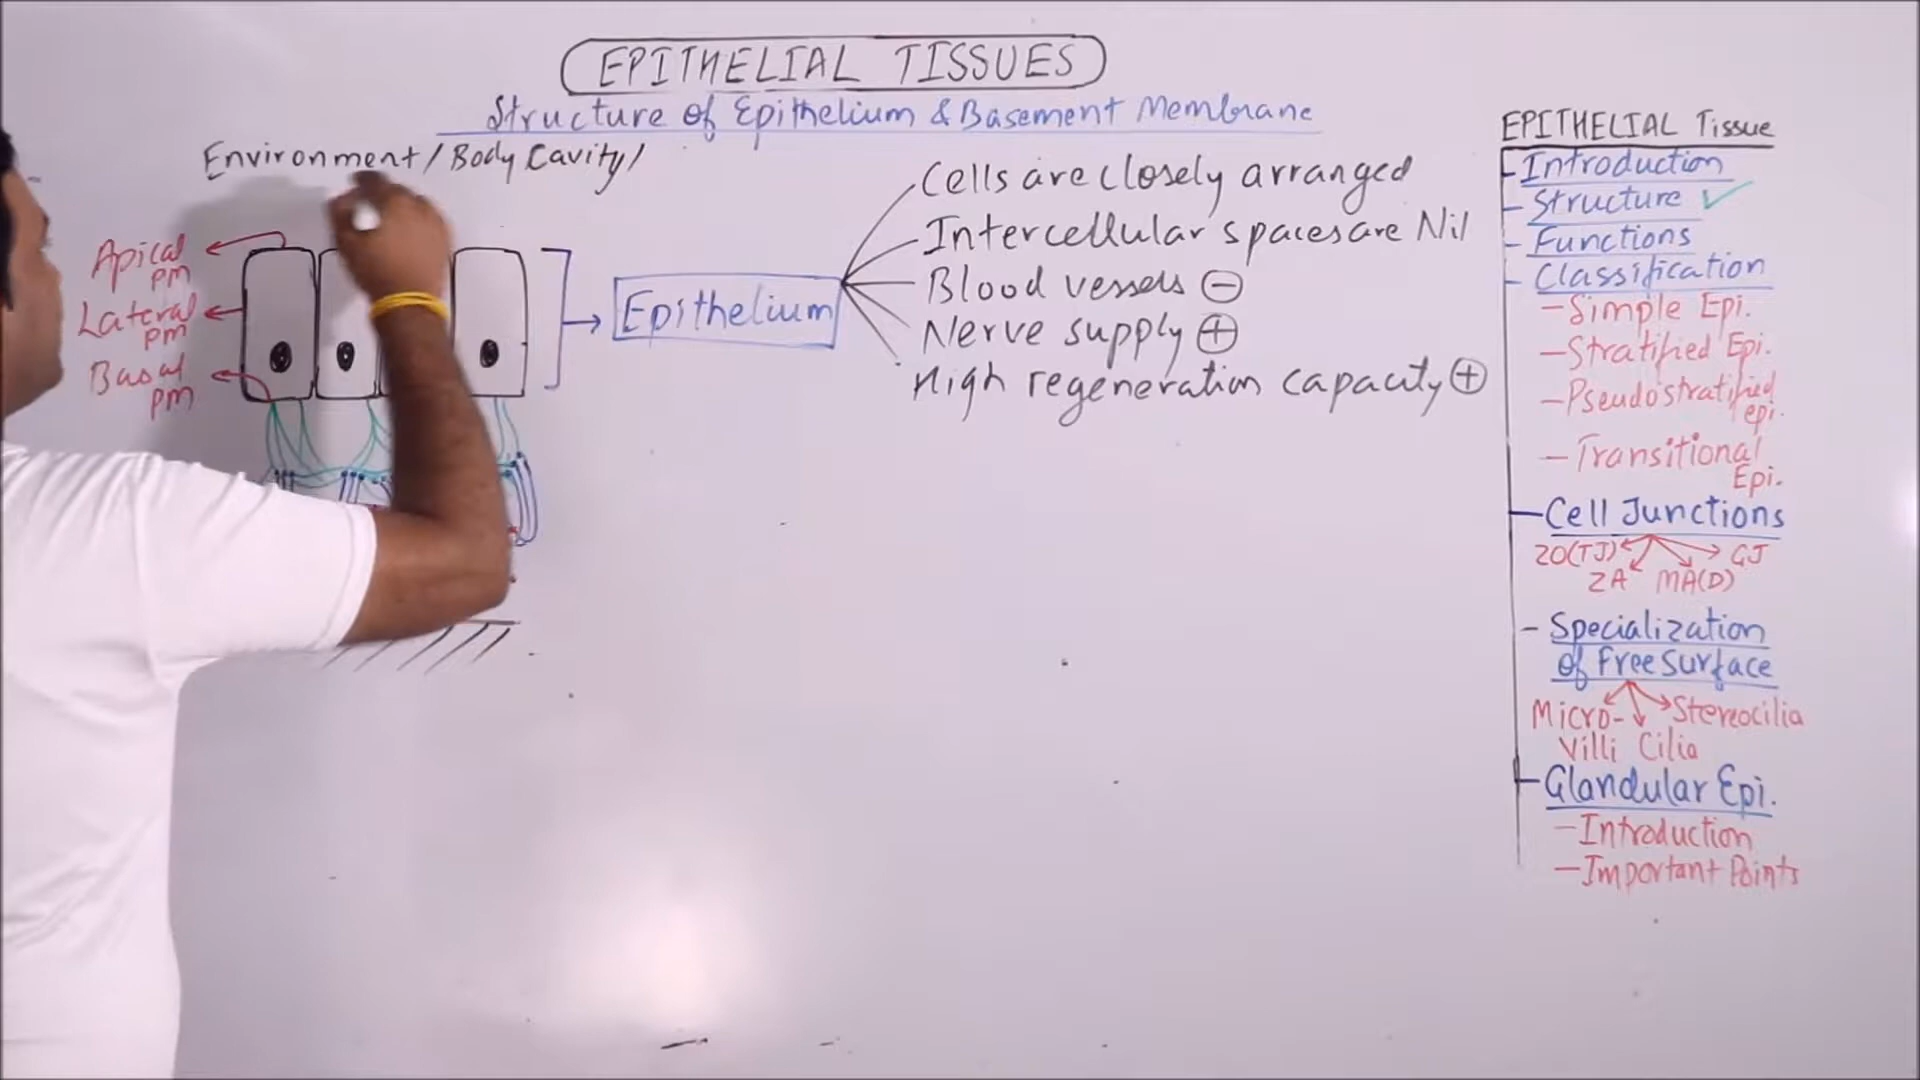 EPITHELIAL TISSUES
Structure of Epithelium & Basement Membrane
Environment / Body Cavity /
Apical
pm
Lateral
pm
Basal
pm
Epithelium
Cells are closely arranged
Intercellular spaces are Nil
Blood vessels ⊖
Nerve supply ⊕
High regeneration capacity ⊕
EPITHELIAL Tissue
- Introduction
- Structure ✓
- Functions
- Classification
- Simple Epi.
- Stratified Epi.
- Pseudostratified
epi.
- Transitional
Epi.
- Cell Junctions
ZO(TJ) GJ
ZA MA(D)
- Specialization
of Free Surface
Micro- Stereocilia
Villi Cilia
- Glandular Epi.
- Introduction
- Important Points